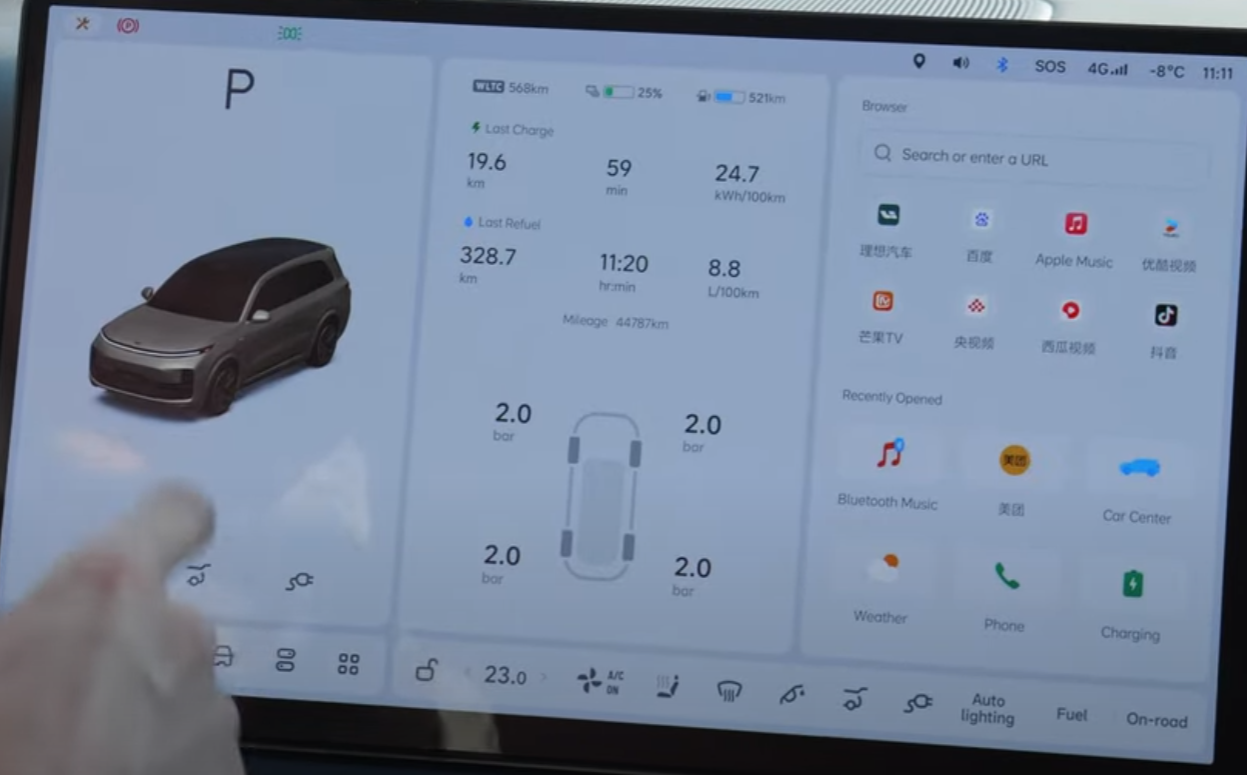 SOS 4G -8°C 11:11
P
WLTC 568km 25% 521km
Last Charge
19.6 59 24.7
km min kWh/100km
Last Refuel
328.7 11:20 8.8
km hr:min L/100km
Mileage 44787km
2.0 2.0
bar bar
2.0 2.0
bar bar
Browser
Search or enter a URL
理想汽车 百度 Apple Music 优酷视频
芒果TV 央视频 西瓜视频 抖音
Recently Opened
美团
Bluetooth Music 美团 Car Center
Weather Phone Charging
23.0 A/C ON Auto lighting Fuel On-road